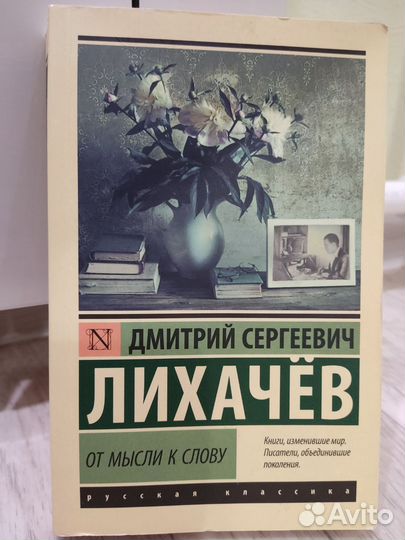 N
ДМИТРИЙ СЕРГЕЕВИЧ
ЛИХАЧЁВ
ОТ МЫСЛИ К СЛОВУ
Книги, изменившие мир.
Писатели, объединившие
поколения.
русская классика
Avito